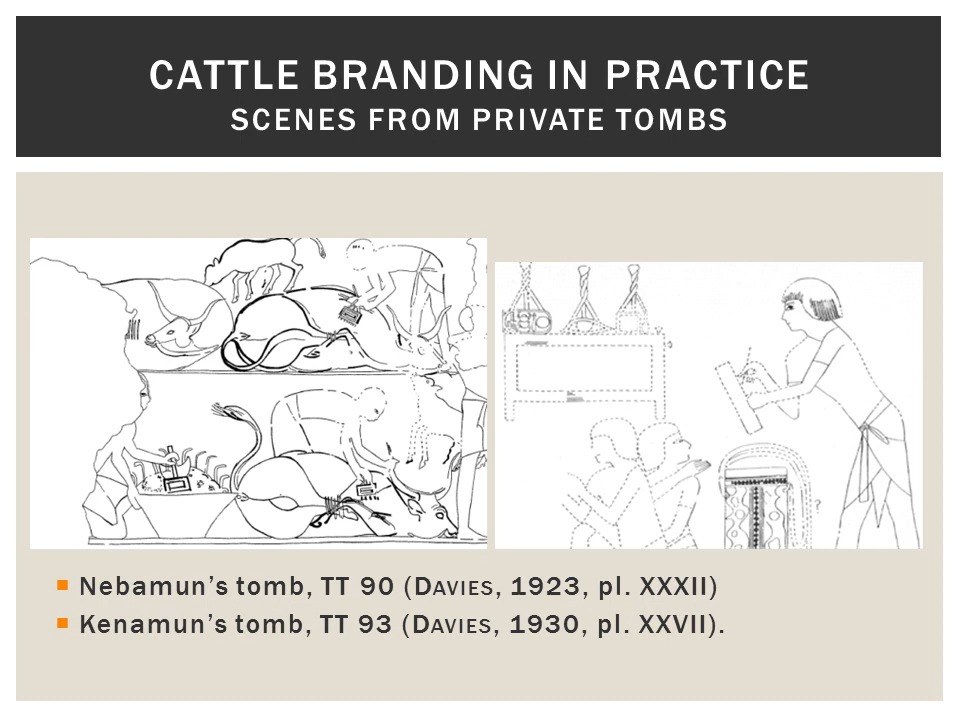 CATTLE BRANDING IN PRACTICE
SCENES FROM PRIVATE TOMBS
Nebamun’s tomb, TT 90 (DAVIES, 1923, pl. XXXII)
Kenamun’s tomb, TT 93 (DAVIES, 1930, pl. XXVII).